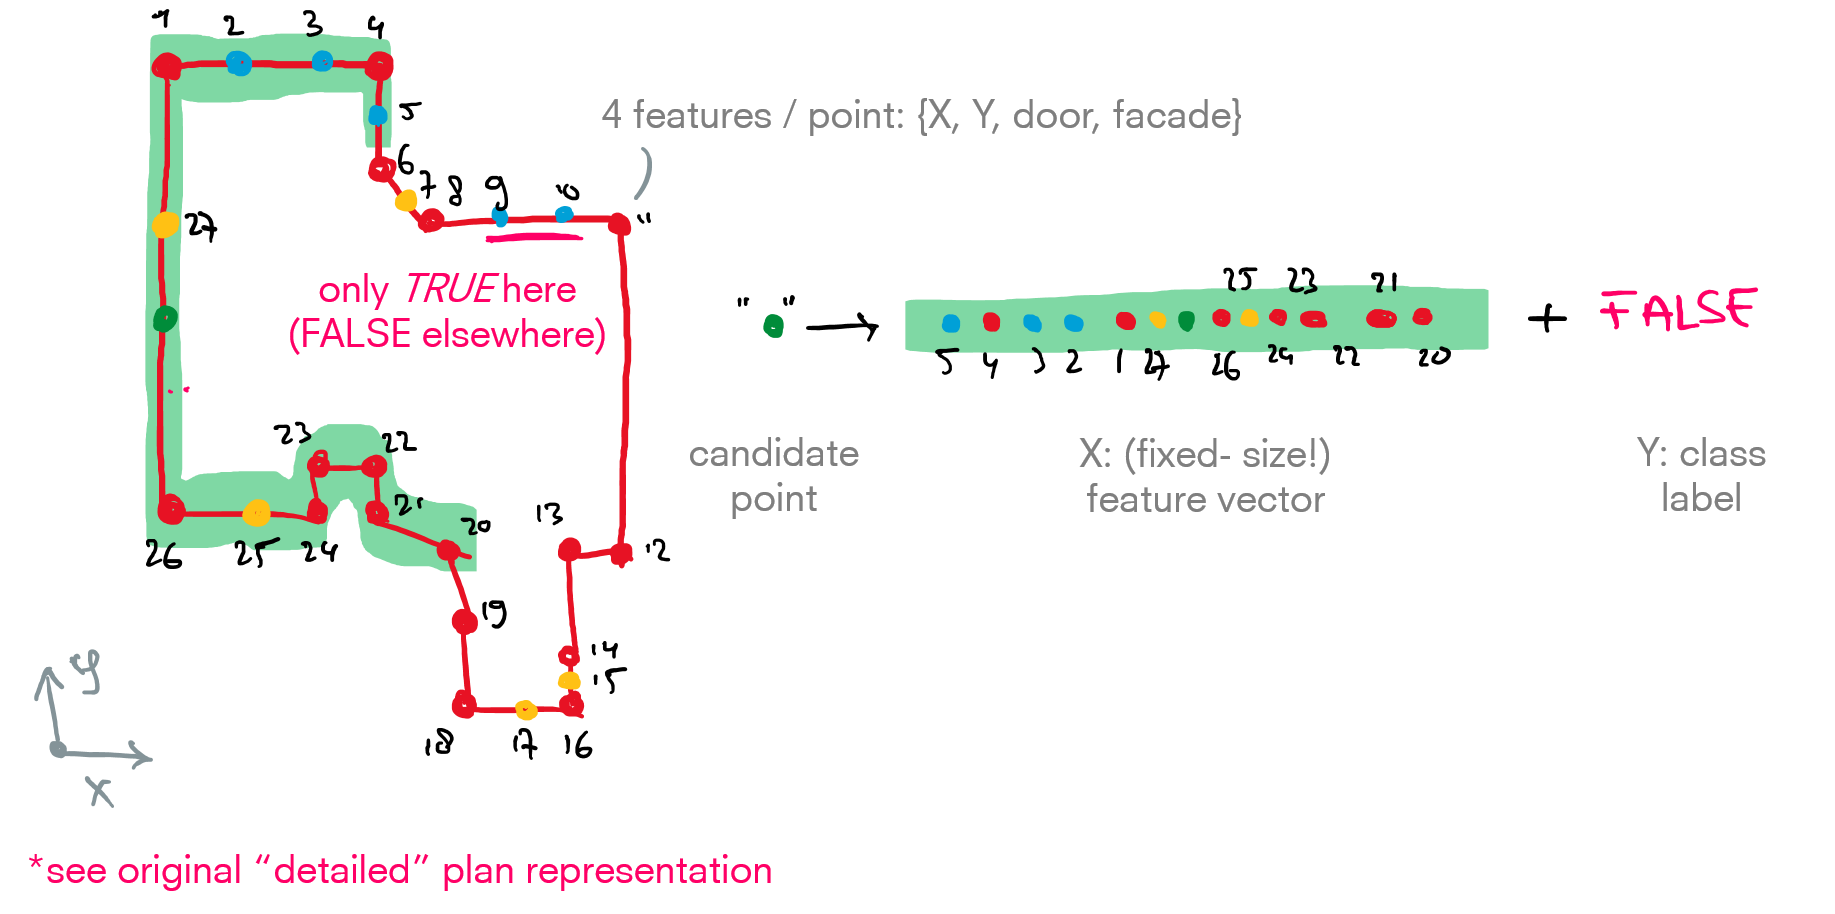 1 2 3 4
5
4 features / point: {X, Y, door, facade}
6
7 8 9 10
11
27
only TRUE here
(FALSE elsewhere)
" "
25 23 21
+ FALSE
5 4 3 2 1 27 26 24 22 20
23 22
21
20
candidate
point
X: (fixed- size!)
feature vector
Y: class
label
13
12
26 25 24
19
14
15
18 17 16
y
x
*see original “detailed” plan representation